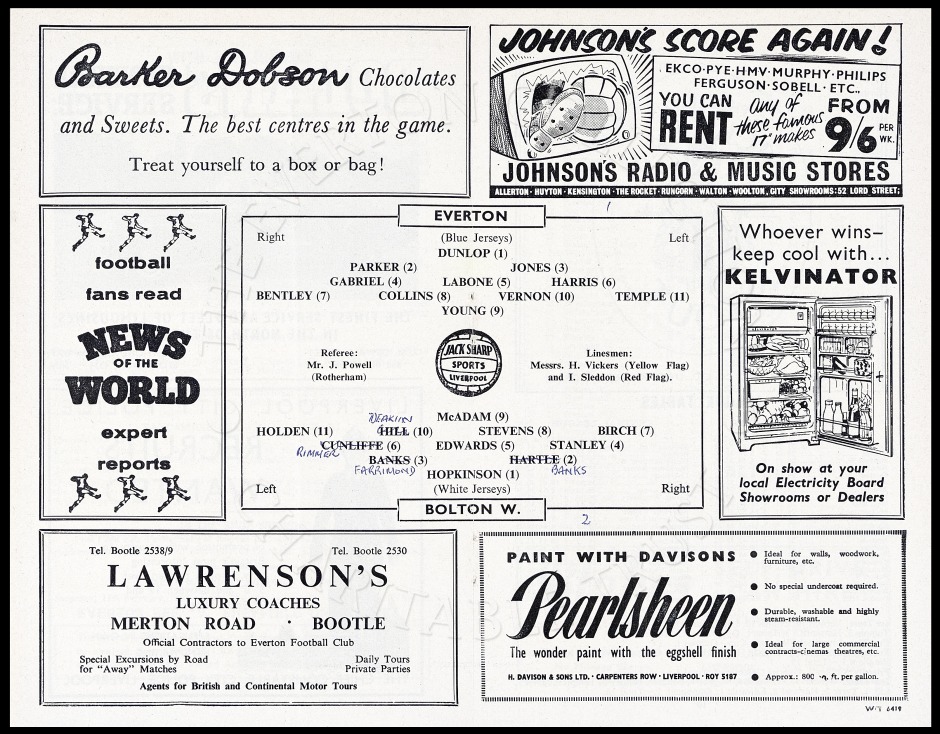 Barker Dobson Chocolates
and Sweets. The best centres in the game.
Treat yourself to a box or bag!
JOHNSON'S SCORE AGAIN!
EKCO·PYE·HMV·MURPHY·PHILIPS
FERGUSON·SOBELL·ETC..
YOU CAN RENT any of these famous 17" makes FROM 9/6 PER WK.
JOHNSON'S RADIO & MUSIC STORES
ALLERTON·HUYTON·KENSINGTON·THE ROCKET·RUNCORN·WALTON·WOOLTON, CITY SHOWROOMS: 52 LORD STREET;
football
fans read
NEWS
OF THE
WORLD
expert
reports
1
EVERTON
Right (Blue Jerseys) Left
DUNLOP (1)
PARKER (2) JONES (3)
GABRIEL (4) LABONE (5) HARRIS (6)
BENTLEY (7) COLLINS (8) VERNON (10) TEMPLE (11)
YOUNG (9)
Referee:
Mr. J. Powell
(Rotherham)
JACK SHARP
SPORTS
LIVERPOOL
Linesmen:
Messrs. H. Vickers (Yellow Flag)
and I. Sleddon (Red Flag).
McADAM (9)
DEAKIN
HOLDEN (11) HILL (10) STEVENS (8) BIRCH (7)
CUNLIFFE (6) EDWARDS (5) STANLEY (4)
RIMMER
BANKS (3) HARTLE (2)
FARRIMOND BANKS
HOPKINSON (1)
Left (White Jerseys) Right
BOLTON W.
2
Whoever wins–
keep cool with...
KELVINATOR
On show at your
local Electricity Board
Showrooms or Dealers
Tel. Bootle 2538/9 Tel. Bootle 2530
LAWRENSON'S
LUXURY COACHES
MERTON ROAD · BOOTLE
Official Contractors to Everton Football Club
Special Excursions by Road
for "Away" Matches
Daily Tours
Private Parties
Agents for British and Continental Motor Tours
PAINT WITH DAVISONS
Pearlsheen
The wonder paint with the eggshell finish
H. DAVISON & SONS LTD. · CARPENTERS ROW · LIVERPOOL · ROY 5187
● Ideal for walls, woodwork,
furniture, etc.
● No special undercoat required.
● Durable, washable and highly
steam-resistant.
● Ideal for large commercial
contracts-cinemas theatres, etc.
● Approx.: 800 ft. per gallon.